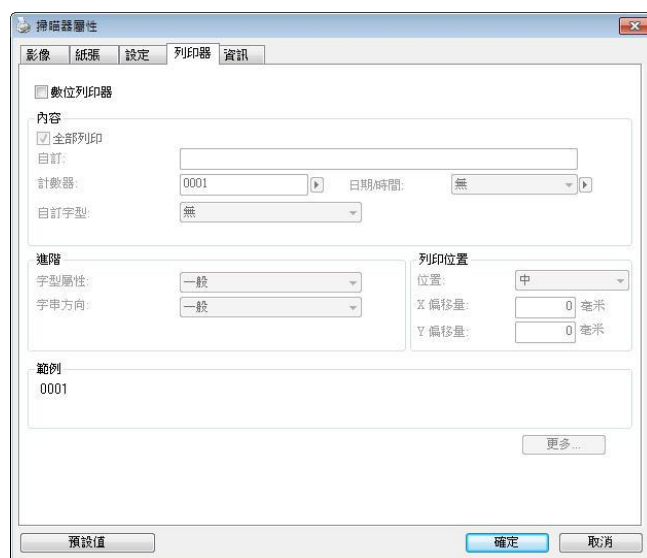 掃瞄器屬性
影像 紙張 設定 列印器 資訊
數位列印器
內容
全部列印
自訂:
計數器: 0001 日期/時間: 無
自訂字型: 無
進階
字型屬性: 一般
字串方向: 一般
列印位置
位置: 中
X 偏移量: 0 毫米
Y 偏移量: 0 毫米
範例
0001
更多...
預設值 確定 取消